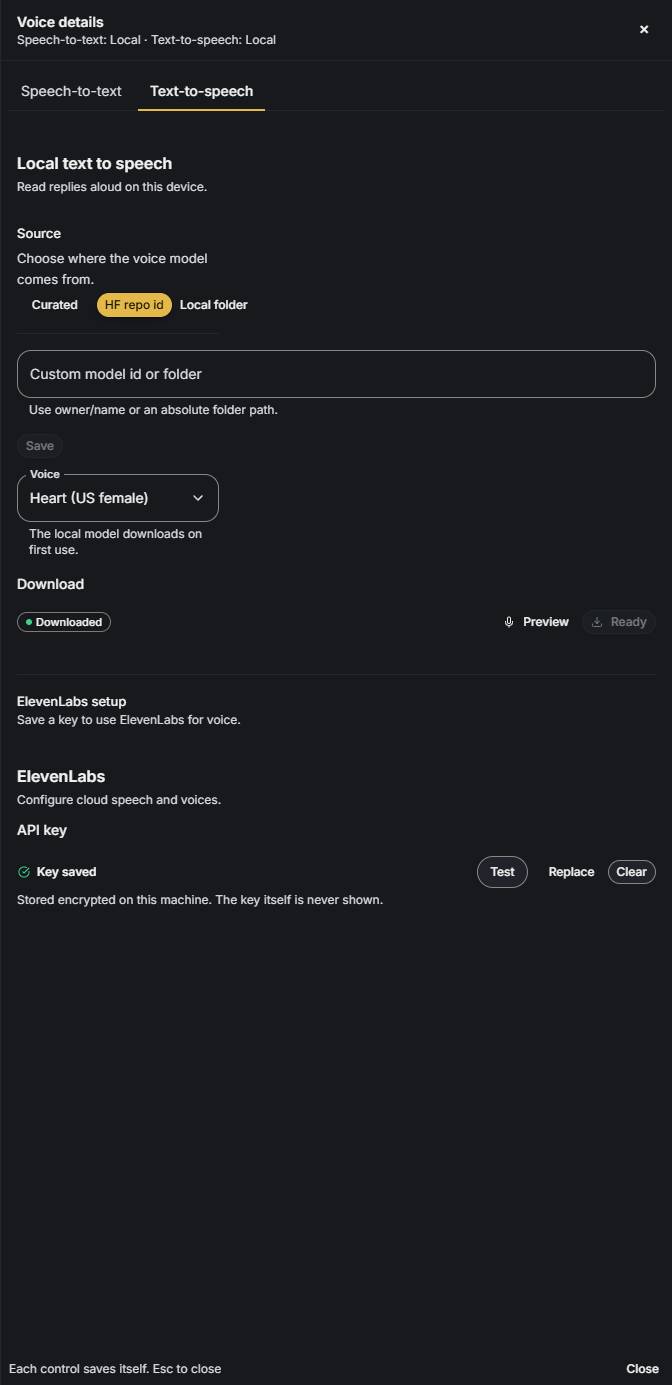 Voice details
Speech-to-text: Local · Text-to-speech: Local
Speech-to-text Text-to-speech
Local text to speech
Read replies aloud on this device.
Source
Choose where the voice model
comes from.
Curated HF repo id Local folder
Custom model id or folder
Use owner/name or an absolute folder path.
Save
Voice
Heart (US female)
The local model downloads on
first use.
Download
Downloaded Preview Ready
ElevenLabs setup
Save a key to use ElevenLabs for voice.
ElevenLabs
Configure cloud speech and voices.
API key
Key saved Test Replace Clear
Stored encrypted on this machine. The key itself is never shown.
Each control saves itself. Esc to close Close